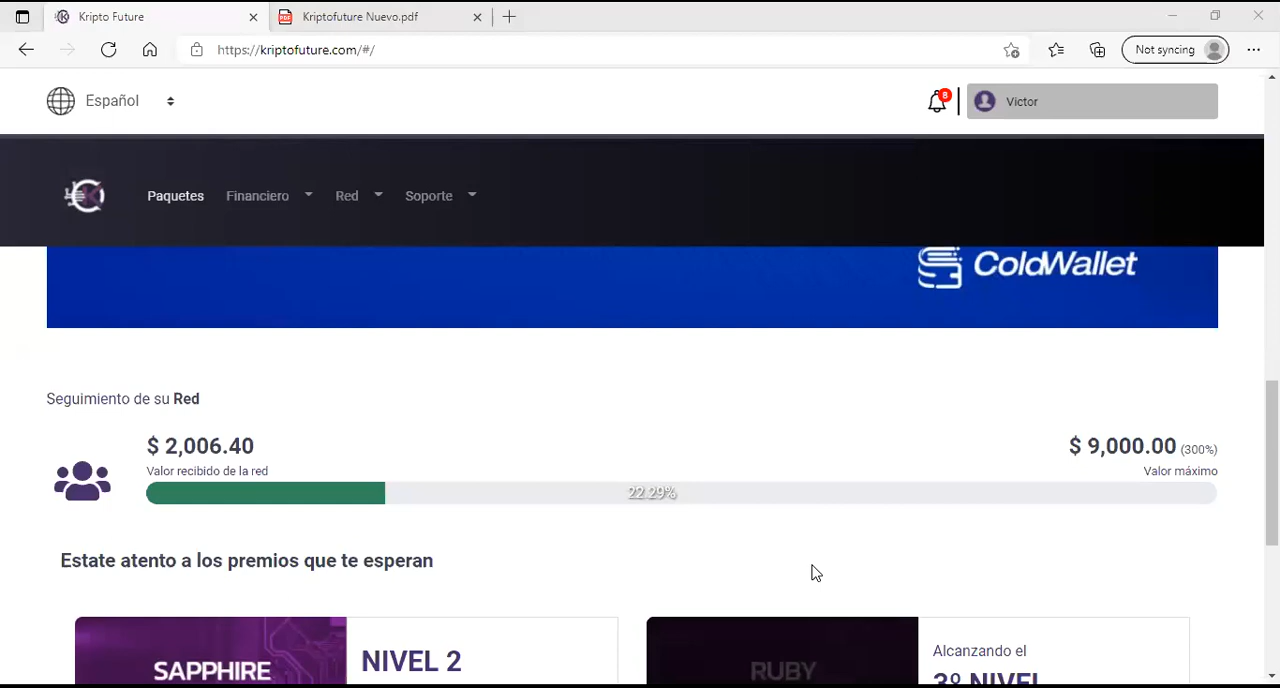 Kripto Future
Kriptofuture Nuevo.pdf
https://kriptofuture.com/#/
Not syncing
Español
8
Victor
Paquetes Financiero Red Soporte
ColdWallet
Seguimiento de su Red
$ 2,006.40
$ 9,000.00 (300%)
Valor recibido de la red
Valor máximo
22.29%
Estate atento a los premios que te esperan
SAPPHIRE
NIVEL 2
RUBY
Alcanzando el
3º NIVEL